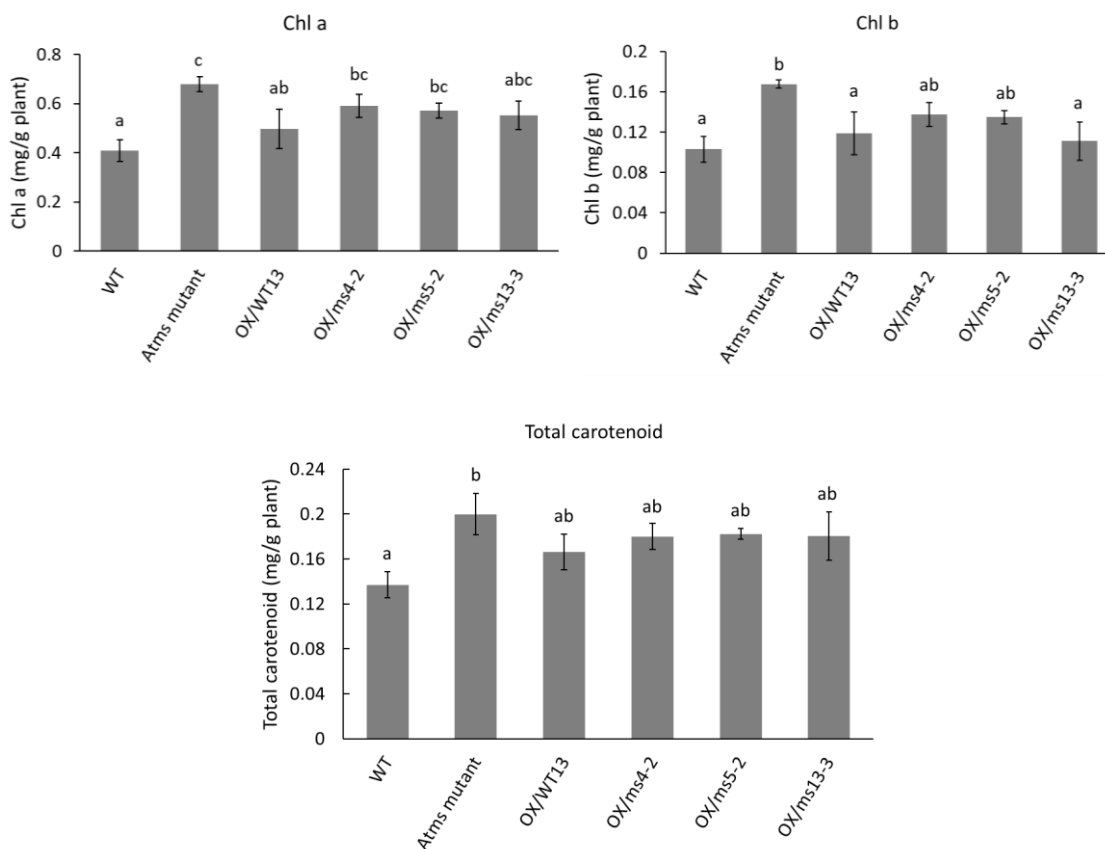 Chl a
Chl a (mg/g plant)
0.8
0.6
0.4
0.2
0
a
c
ab
bc
bc
abc
WT
Atms mutant
OX/WT13
OX/ms4-2
OX/ms5-2
OX/ms13-3
Chl b
Chl b (mg/g plant)
0.2
0.16
0.12
0.08
0.04
0
a
b
a
ab
ab
a
WT
Atms mutant
OX/WT13
OX/ms4-2
OX/ms5-2
OX/ms13-3
Total carotenoid
Total carotenoid (mg/g plant)
0.24
0.2
0.16
0.12
0.08
0.04
0
a
b
ab
ab
ab
ab
WT
Atms mutant
OX/WT13
OX/ms4-2
OX/ms5-2
OX/ms13-3